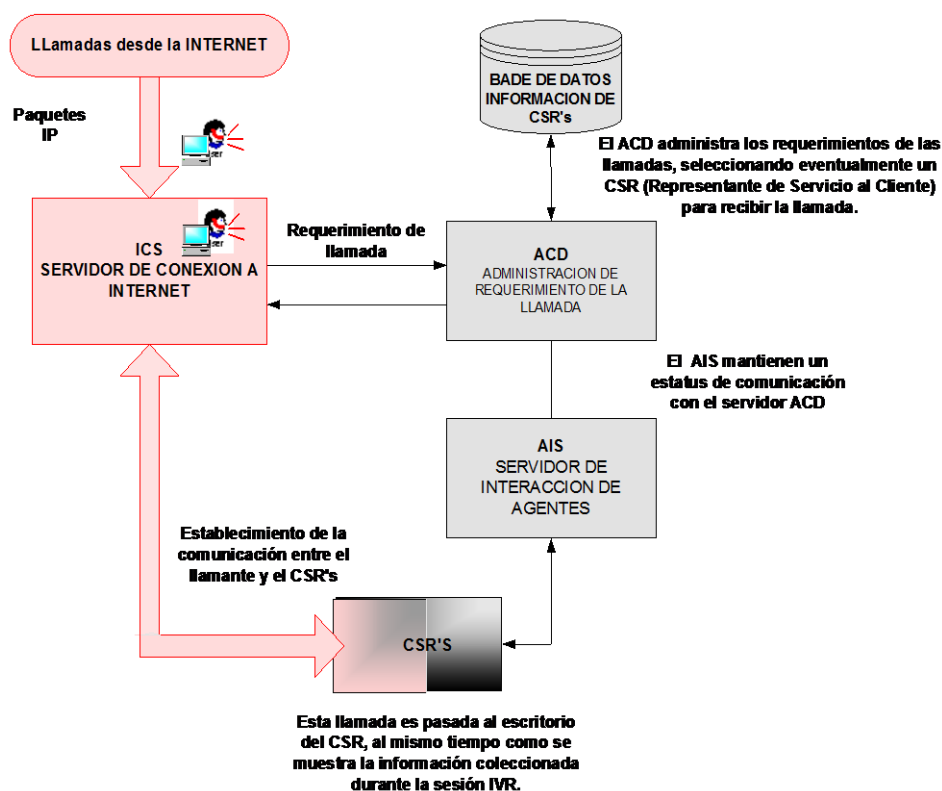 LLamadas desde la INTERNET
Paquetes
IP
BADE DE DATOS
INFORMACION DE
CSR's
El ACD administra los requerimientos de las
llamadas, seleccionando eventualmente un
CSR (Representante de Servicio al Cliente)
para recibir la llamada.
ICS
SERVIDOR DE CONEXION A
INTERNET
Requerimiento de
llamada
ACD
ADMINISTRACION DE
REQUERIMIENTO DE LA
LLAMADA
El AIS mantienen un
estatus de comunicación
con el servidor ACD
AIS
SERVIDOR DE
INTERACCION DE
AGENTES
Establecimiento de la
comunicación entre el
llamante y el CSR's
CSR'S
Esta llamada es pasada al escritorio
del CSR, al mismo tiempo como se
muestra la información coleccionada
durante la sesión IVR.